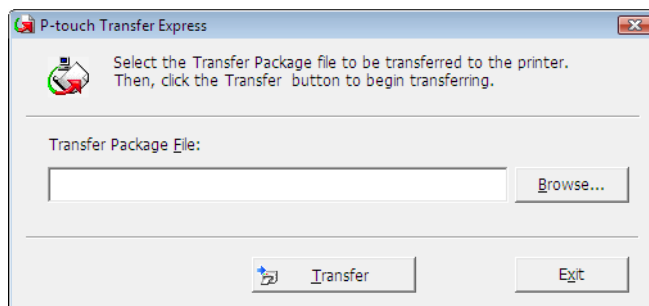 P-touch Transfer Express
Select the Transfer Package file to be transferred to the printer.
Then, click the Transfer button to begin transferring.
Transfer Package File:
Browse...
Transfer
Exit